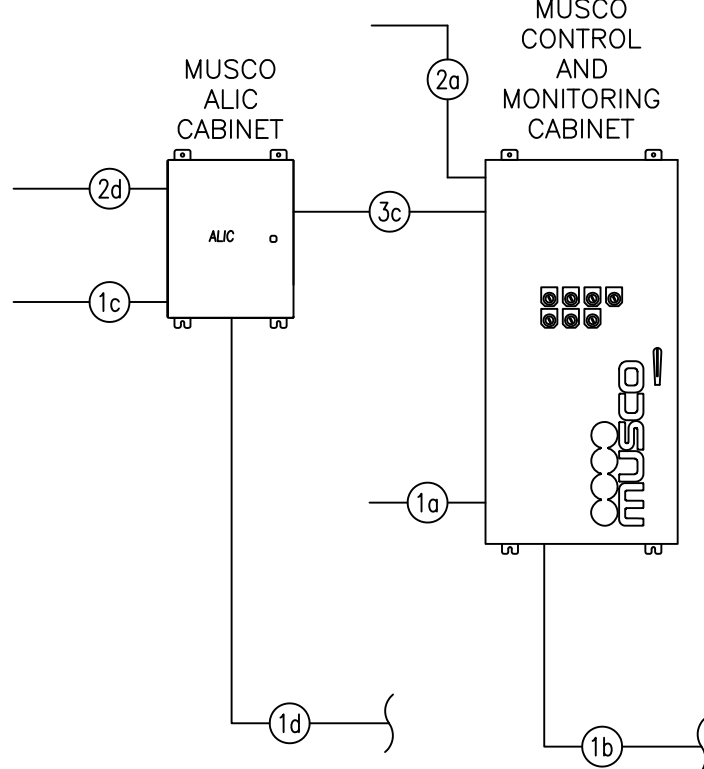 MUSCO
CONTROL
AND
MONITORING
CABINET
MUSCO
ALIC
CABINET
2a
2d
3c
ALIC
1c
musco
1a
1d
1b